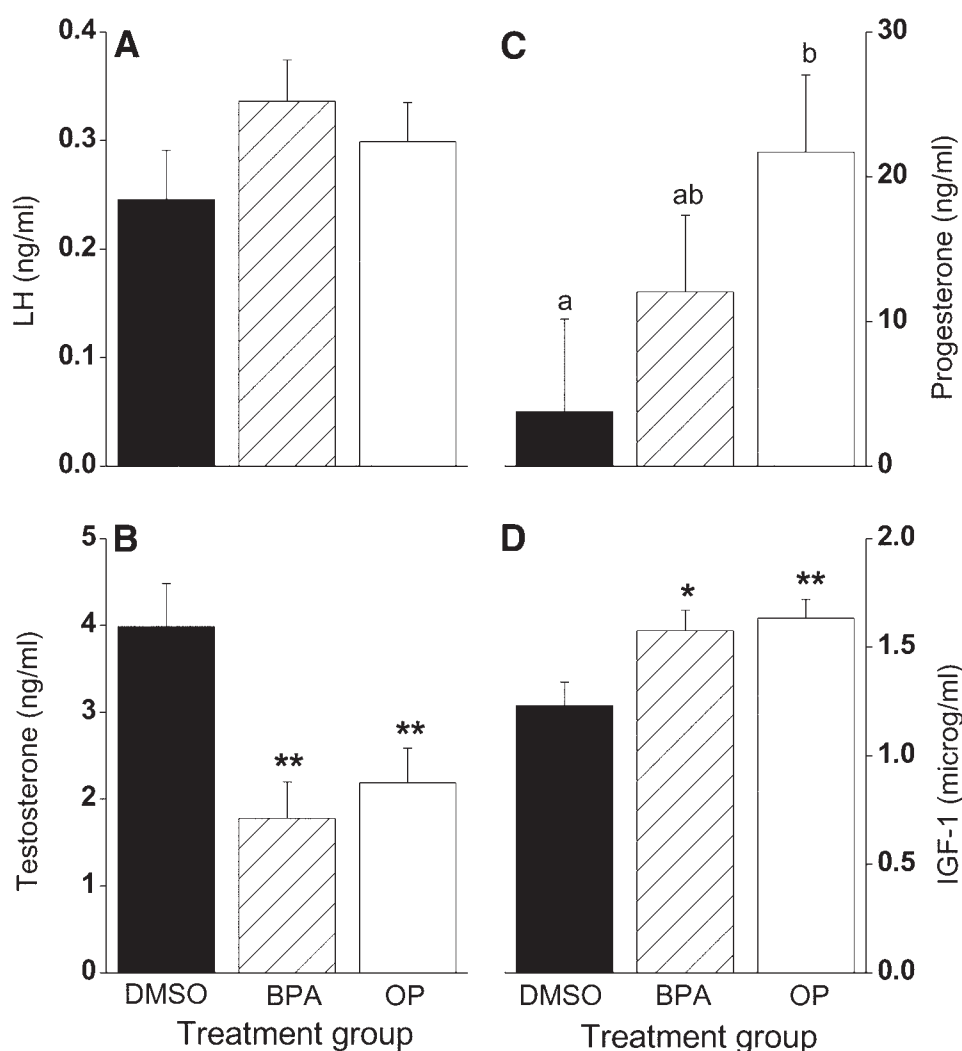 A
LH (ng/ml)
0.4
0.3
0.2
0.1
0.0
C
a
ab
b
Progesterone (ng/ml)
30
20
10
0
B
Testosterone (ng/ml)
5
4
3
2
1
0
**
**
DMSO
BPA
OP
Treatment group
D
*
**
IGF-1 (microg/ml)
2.0
1.5
1.0
0.5
0.0
DMSO
BPA
OP
Treatment group